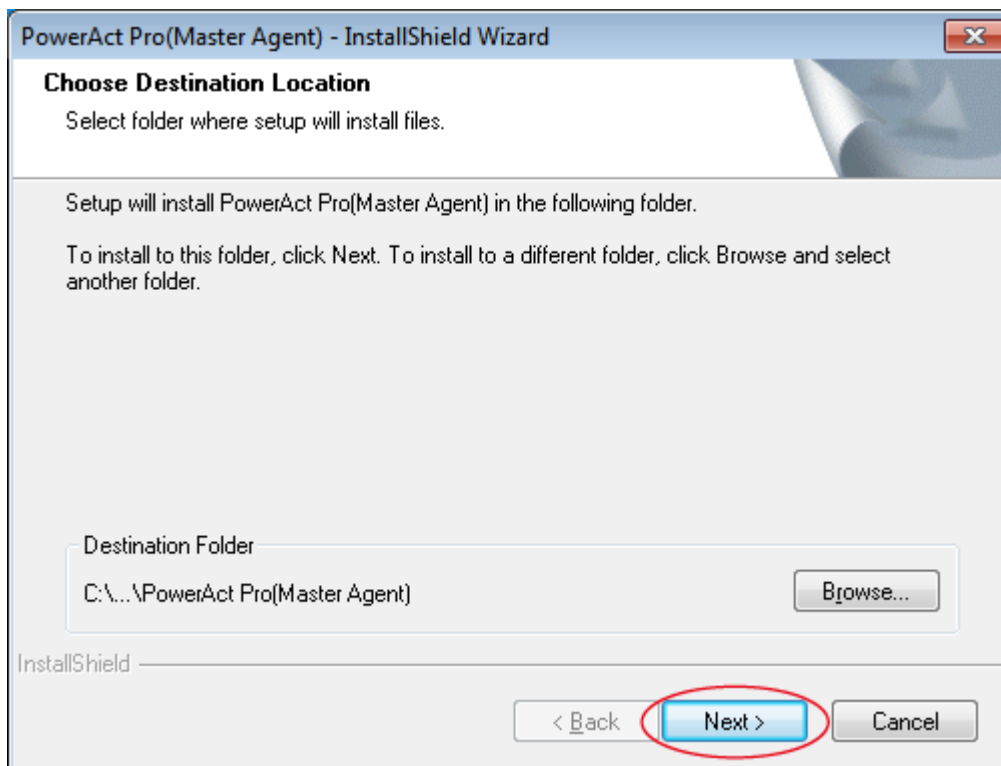 PowerAct Pro(Master Agent) - InstallShield Wizard
Choose Destination Location
Select folder where setup will install files.
Setup will install PowerAct Pro(Master Agent) in the following folder.
To install to this folder, click Next. To install to a different folder, click Browse and select
another folder.
Destination Folder
C:\...\PowerAct Pro(Master Agent)
Browse...
InstallShield
< Back
Next >
Cancel